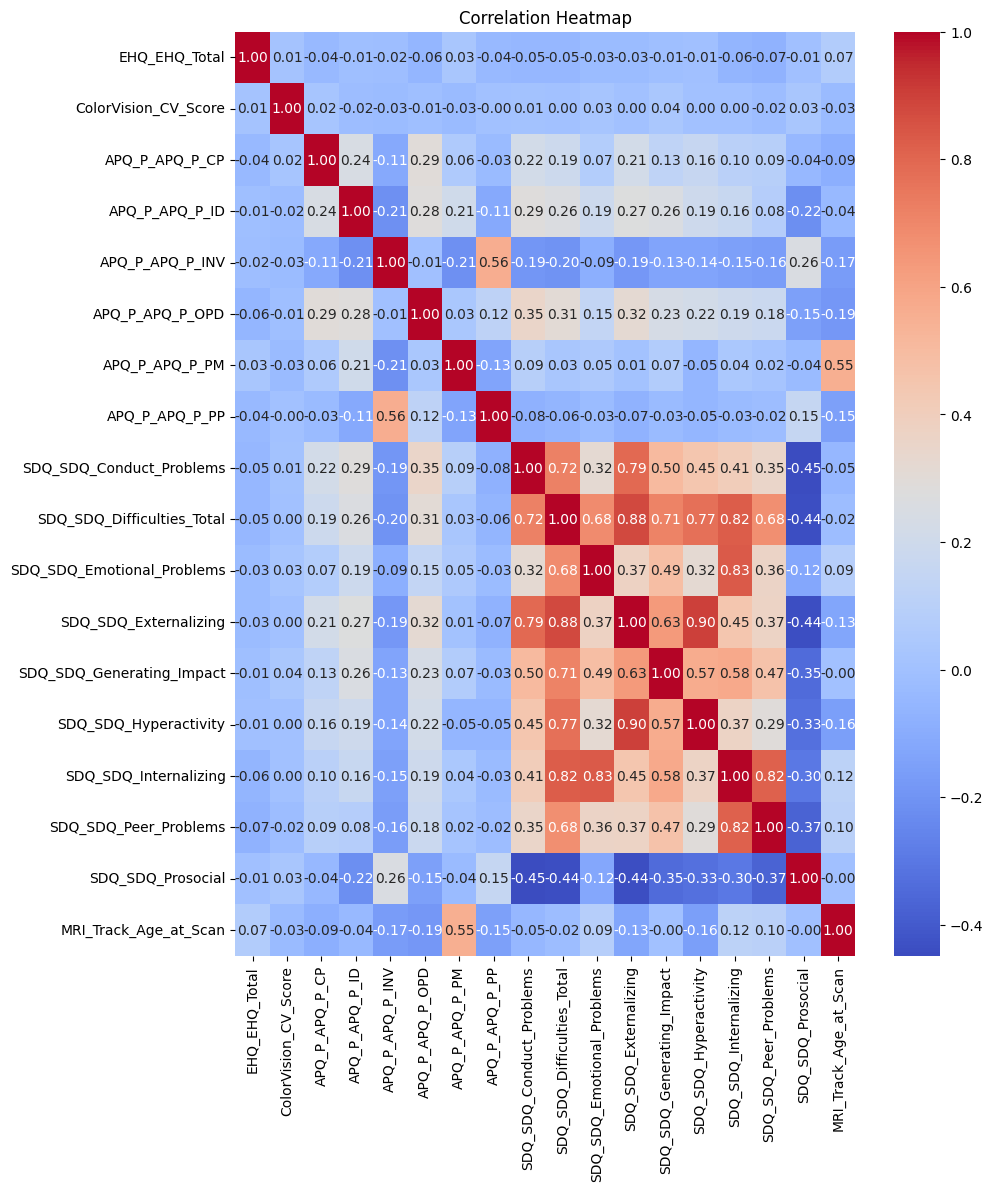 Correlation Heatmap
EHQ_EHQ_Total 1.00 0.01 -0.04 -0.01 -0.02 -0.06 0.03 -0.04 -0.05 -0.05 -0.03 -0.03 -0.01 -0.01 -0.06 -0.07 -0.01 0.07
ColorVision_CV_Score 0.01 1.00 0.02 -0.02 -0.03 -0.01 -0.03 -0.00 0.01 0.00 0.03 0.00 0.04 0.00 0.00 -0.02 0.03 -0.03
APQ_P_APQ_P_CP -0.04 0.02 1.00 0.24 -0.11 0.29 0.06 -0.03 0.22 0.19 0.07 0.21 0.13 0.16 0.10 0.09 -0.04 -0.09
APQ_P_APQ_P_ID -0.01 -0.02 0.24 1.00 -0.21 0.28 0.21 -0.11 0.29 0.26 0.19 0.27 0.26 0.19 0.16 0.08 -0.22 -0.04
APQ_P_APQ_P_INV -0.02 -0.03 -0.11 -0.21 1.00 -0.01 -0.21 0.56 -0.19 -0.20 -0.09 -0.19 -0.13 -0.14 -0.15 -0.16 0.26 -0.17
APQ_P_APQ_P_OPD -0.06 -0.01 0.29 0.28 -0.01 1.00 0.03 0.12 0.35 0.31 0.15 0.32 0.23 0.22 0.19 0.18 -0.15 -0.19
APQ_P_APQ_P_PM 0.03 -0.03 0.06 0.21 -0.21 0.03 1.00 -0.13 0.09 0.03 0.05 0.01 0.07 -0.05 0.04 0.02 -0.04 0.55
APQ_P_APQ_P_PP -0.04 -0.00 -0.03 -0.11 0.56 0.12 -0.13 1.00 -0.08 -0.06 -0.03 -0.07 -0.03 -0.05 -0.03 -0.02 0.15 -0.15
SDQ_SDQ_Conduct_Problems -0.05 0.01 0.22 0.29 -0.19 0.35 0.09 -0.08 1.00 0.72 0.32 0.79 0.50 0.45 0.41 0.35 -0.45 -0.05
SDQ_SDQ_Difficulties_Total -0.05 0.00 0.19 0.26 -0.20 0.31 0.03 -0.06 0.72 1.00 0.68 0.88 0.71 0.77 0.82 0.68 -0.44 -0.02
SDQ_SDQ_Emotional_Problems -0.03 0.03 0.07 0.19 -0.09 0.15 0.05 -0.03 0.32 0.68 1.00 0.37 0.49 0.32 0.83 0.36 -0.12 0.09
SDQ_SDQ_Externalizing -0.03 0.00 0.21 0.27 -0.19 0.32 0.01 -0.07 0.79 0.88 0.37 1.00 0.63 0.90 0.45 0.37 -0.44 -0.13
SDQ_SDQ_Generating_Impact -0.01 0.04 0.13 0.26 -0.13 0.23 0.07 -0.03 0.50 0.71 0.49 0.63 1.00 0.57 0.58 0.47 -0.35 -0.00
SDQ_SDQ_Hyperactivity -0.01 0.00 0.16 0.19 -0.14 0.22 -0.05 -0.05 0.45 0.77 0.32 0.90 0.57 1.00 0.37 0.29 -0.33 -0.16
SDQ_SDQ_Internalizing -0.06 0.00 0.10 0.16 -0.15 0.19 0.04 -0.03 0.41 0.82 0.83 0.45 0.58 0.37 1.00 0.82 -0.30 0.12
SDQ_SDQ_Peer_Problems -0.07 -0.02 0.09 0.08 -0.16 0.18 0.02 -0.02 0.35 0.68 0.36 0.37 0.47 0.29 0.82 1.00 -0.37 0.10
SDQ_SDQ_Prosocial -0.01 0.03 -0.04 -0.22 0.26 -0.15 -0.04 0.15 -0.45 -0.44 -0.12 -0.44 -0.35 -0.33 -0.30 -0.37 1.00 -0.00
MRI_Track_Age_at_Scan 0.07 -0.03 -0.09 -0.04 -0.17 -0.19 0.55 -0.15 -0.05 -0.02 0.09 -0.13 -0.00 -0.16 0.12 0.10 -0.00 1.00
EHQ_EHQ_Total
ColorVision_CV_Score
APQ_P_APQ_P_CP
APQ_P_APQ_P_ID
APQ_P_APQ_P_INV
APQ_P_APQ_P_OPD
APQ_P_APQ_P_PM
APQ_P_APQ_P_PP
SDQ_SDQ_Conduct_Problems
SDQ_SDQ_Difficulties_Total
SDQ_SDQ_Emotional_Problems
SDQ_SDQ_Externalizing
SDQ_SDQ_Generating_Impact
SDQ_SDQ_Hyperactivity
SDQ_SDQ_Internalizing
SDQ_SDQ_Peer_Problems
SDQ_SDQ_Prosocial
MRI_Track_Age_at_Scan
1.0
0.8
0.6
0.4
0.2
0.0
−0.2
−0.4